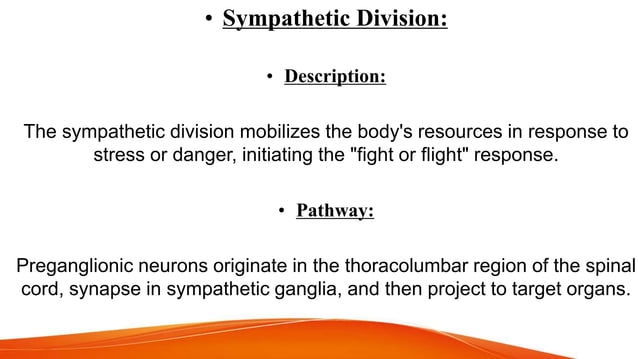 • Sympathetic Division:
• Description:
The sympathetic division mobilizes the body's resources in response to
stress or danger, initiating the "fight or flight" response.
• Pathway:
Preganglionic neurons originate in the thoracolumbar region of the spinal
cord, synapse in sympathetic ganglia, and then project to target organs.